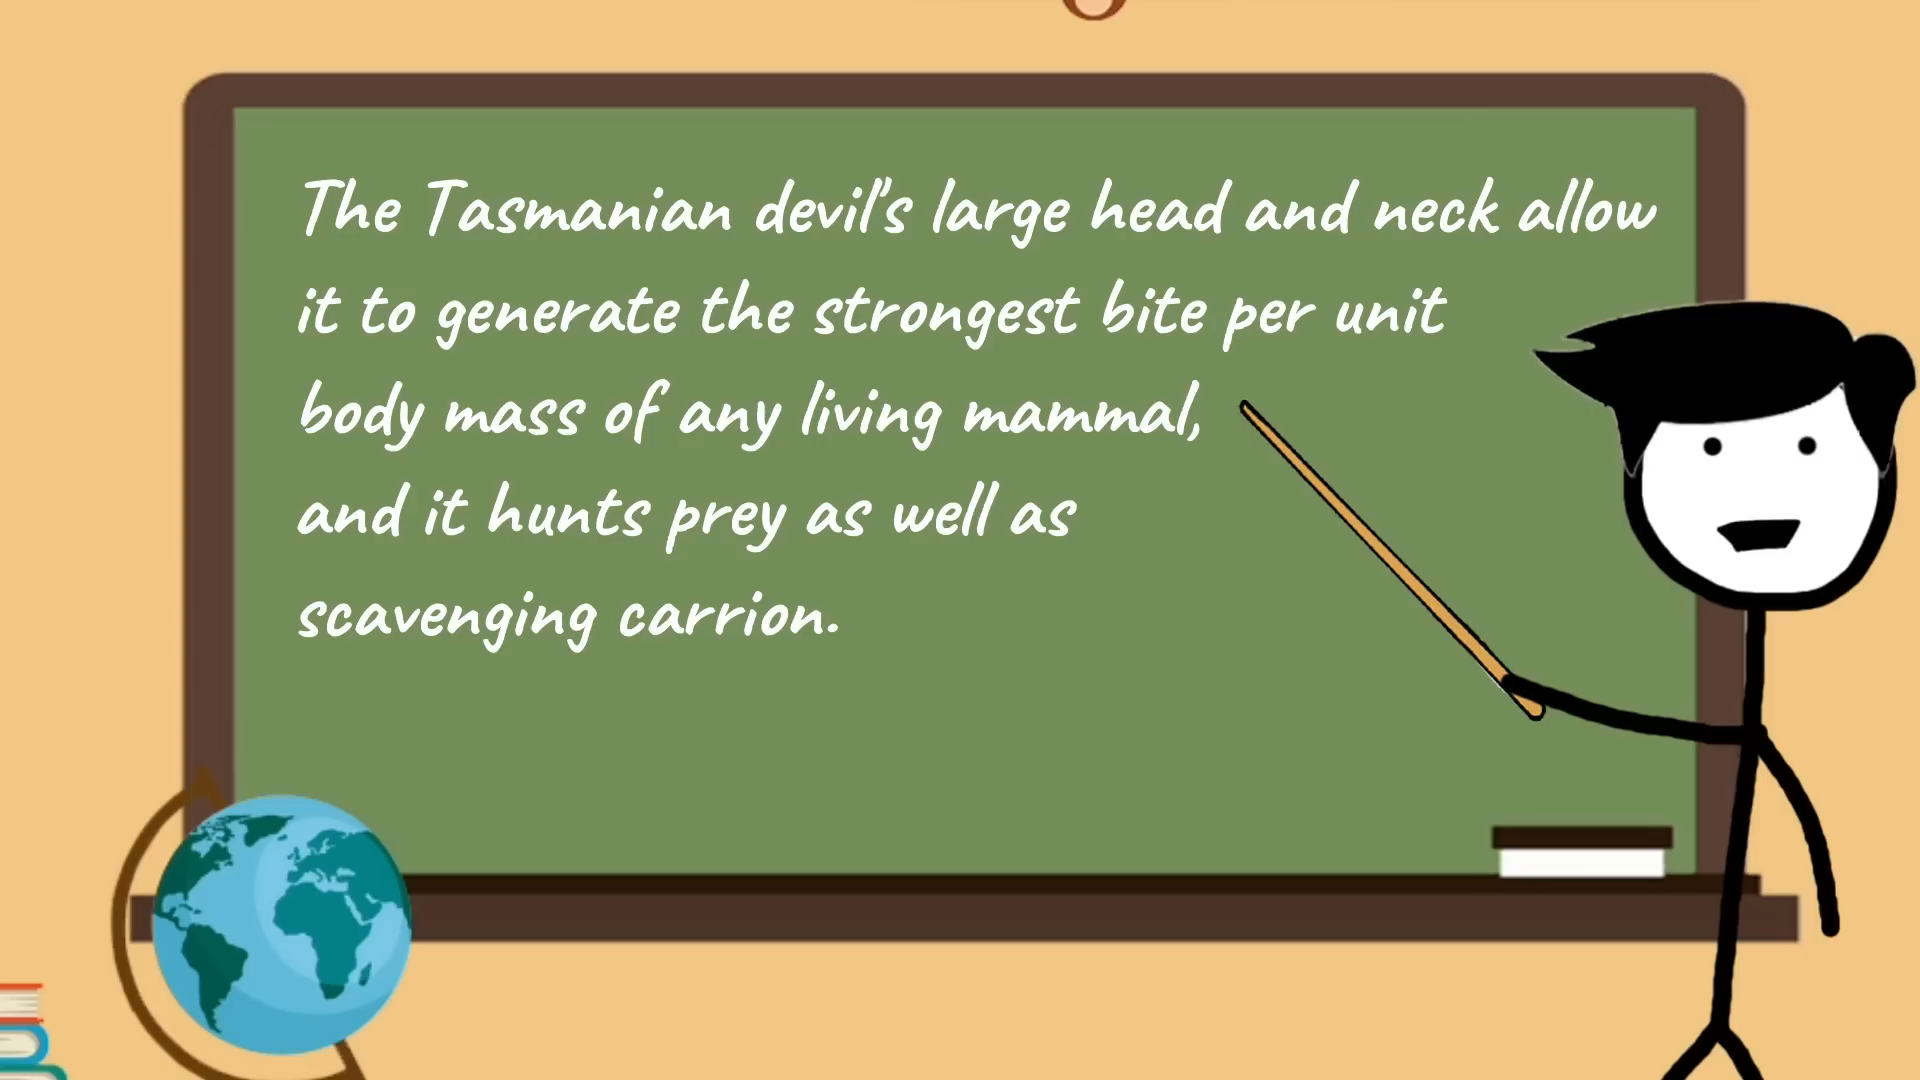 The Tasmanian devil's large head and neck allow
it to generate the strongest bite per unit
body mass of any living mammal,
and it hunts prey as well as
scavenging carrion.